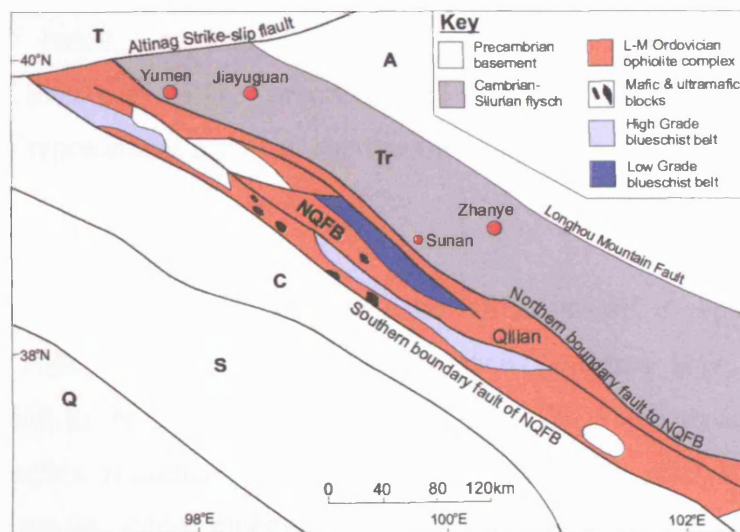 Key
Precambrian
basement
Cambrian-
Silurian flysch
L-M Ordovician
ophiolite complex
Mafic & ultramafic
blocks
High Grade
blueschist belt
Low Grade
blueschist belt
T
Altinag Strike-slip flault
40°N
A
Yumen
Jiayuguan
Tr
Zhanye
Longhou Mountain Fault
NQFB
Sunan
C
Northern boundary fault to NQFB
Qilian
38°N
Southern boundary fault of NQFB
S
Q
0 40 80 120km
98°E
100°E
102°E